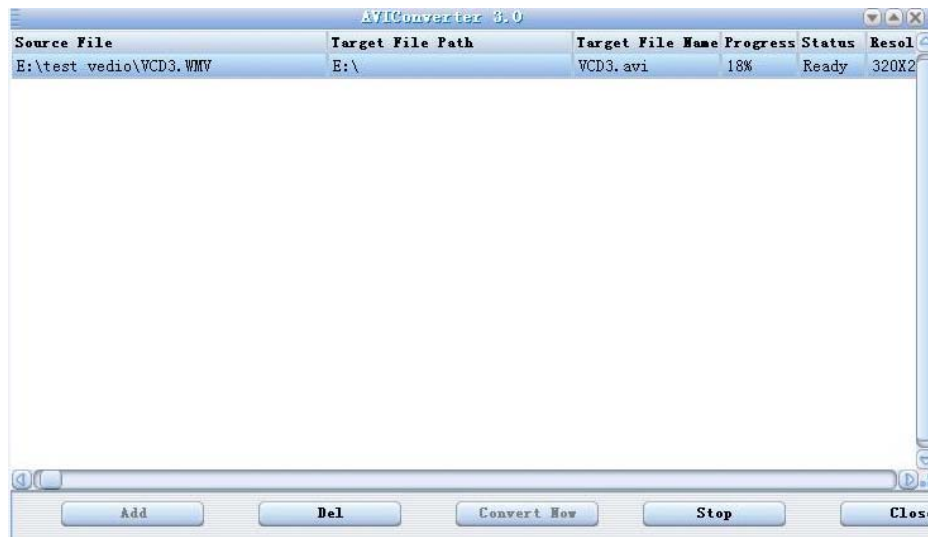 AVIConverter 3.0
Source File Target File Path Target File Name Progress Status Resol
E:\test vedio\VCD3.WMV E:\ VCD3.avi 18% Ready 320X2
Add Del Convert Now Stop Clos